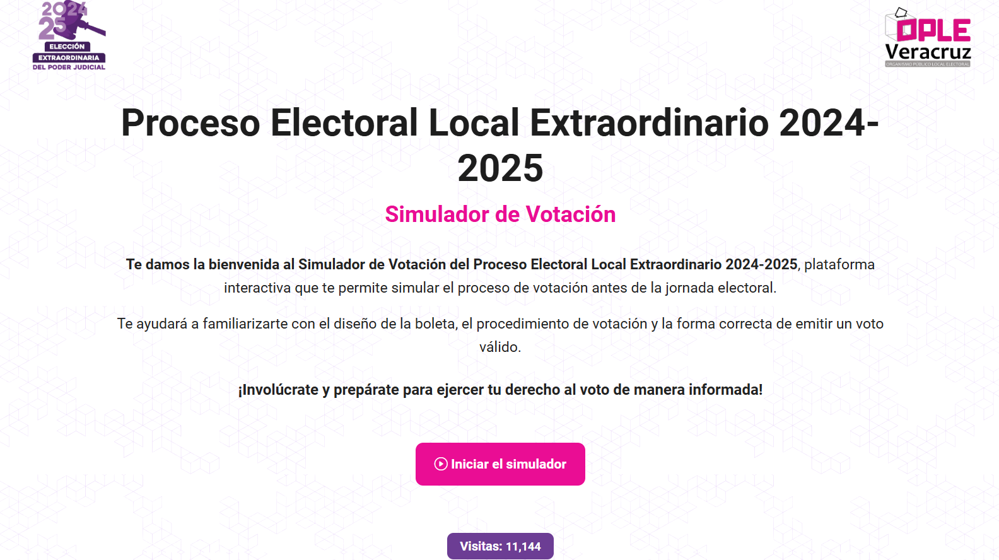 2024
25
ELECCIÓN
EXTRAORDINARIA
DEL PODER JUDICIAL
OPLE
Veracruz
ORGANISMO PÚBLICO LOCAL ELECTORAL
Proceso Electoral Local Extraordinario 2024-
2025
Simulador de Votación
Te damos la bienvenida al Simulador de Votación del Proceso Electoral Local Extraordinario 2024-2025, plataforma
interactiva que te permite simular el proceso de votación antes de la jornada electoral.
Te ayudará a familiarizarte con el diseño de la boleta, el procedimiento de votación y la forma correcta de emitir un voto
válido.
¡Involúcrate y prepárate para ejercer tu derecho al voto de manera informada!
Iniciar el simulador
Visitas: 11,144